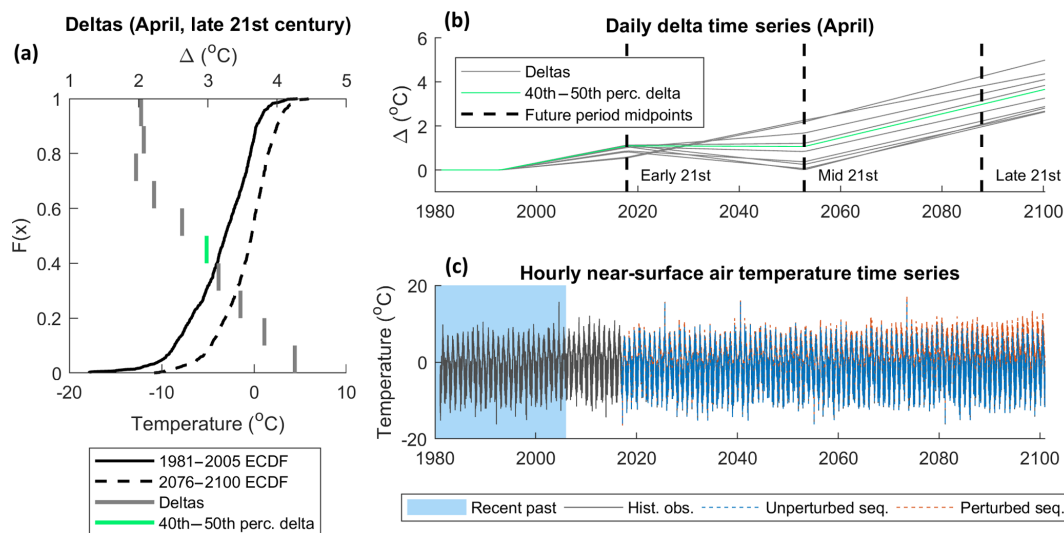 (a)
Deltas (April, late 21st century)
Δ (°C)
1 2 3 4 5
F(x)
1
0.8
0.6
0.4
0.2
0
-20 -10 0 10
Temperature (°C)
1981–2005 ECDF
2076–2100 ECDF
Deltas
40th–50th perc. delta
(b)
Daily delta time series (April)
Δ (°C)
6
4
2
0
Deltas
40th–50th perc. delta
Future period midpoints
Early 21st
Mid 21st
Late 21st
1980 2000 2020 2040 2060 2080 2100
(c)
Hourly near-surface air temperature time series
Temperature (°C)
20
0
-20
1980 2000 2020 2040 2060 2080 2100
Recent past
Hist. obs.
Unperturbed seq.
Perturbed seq.